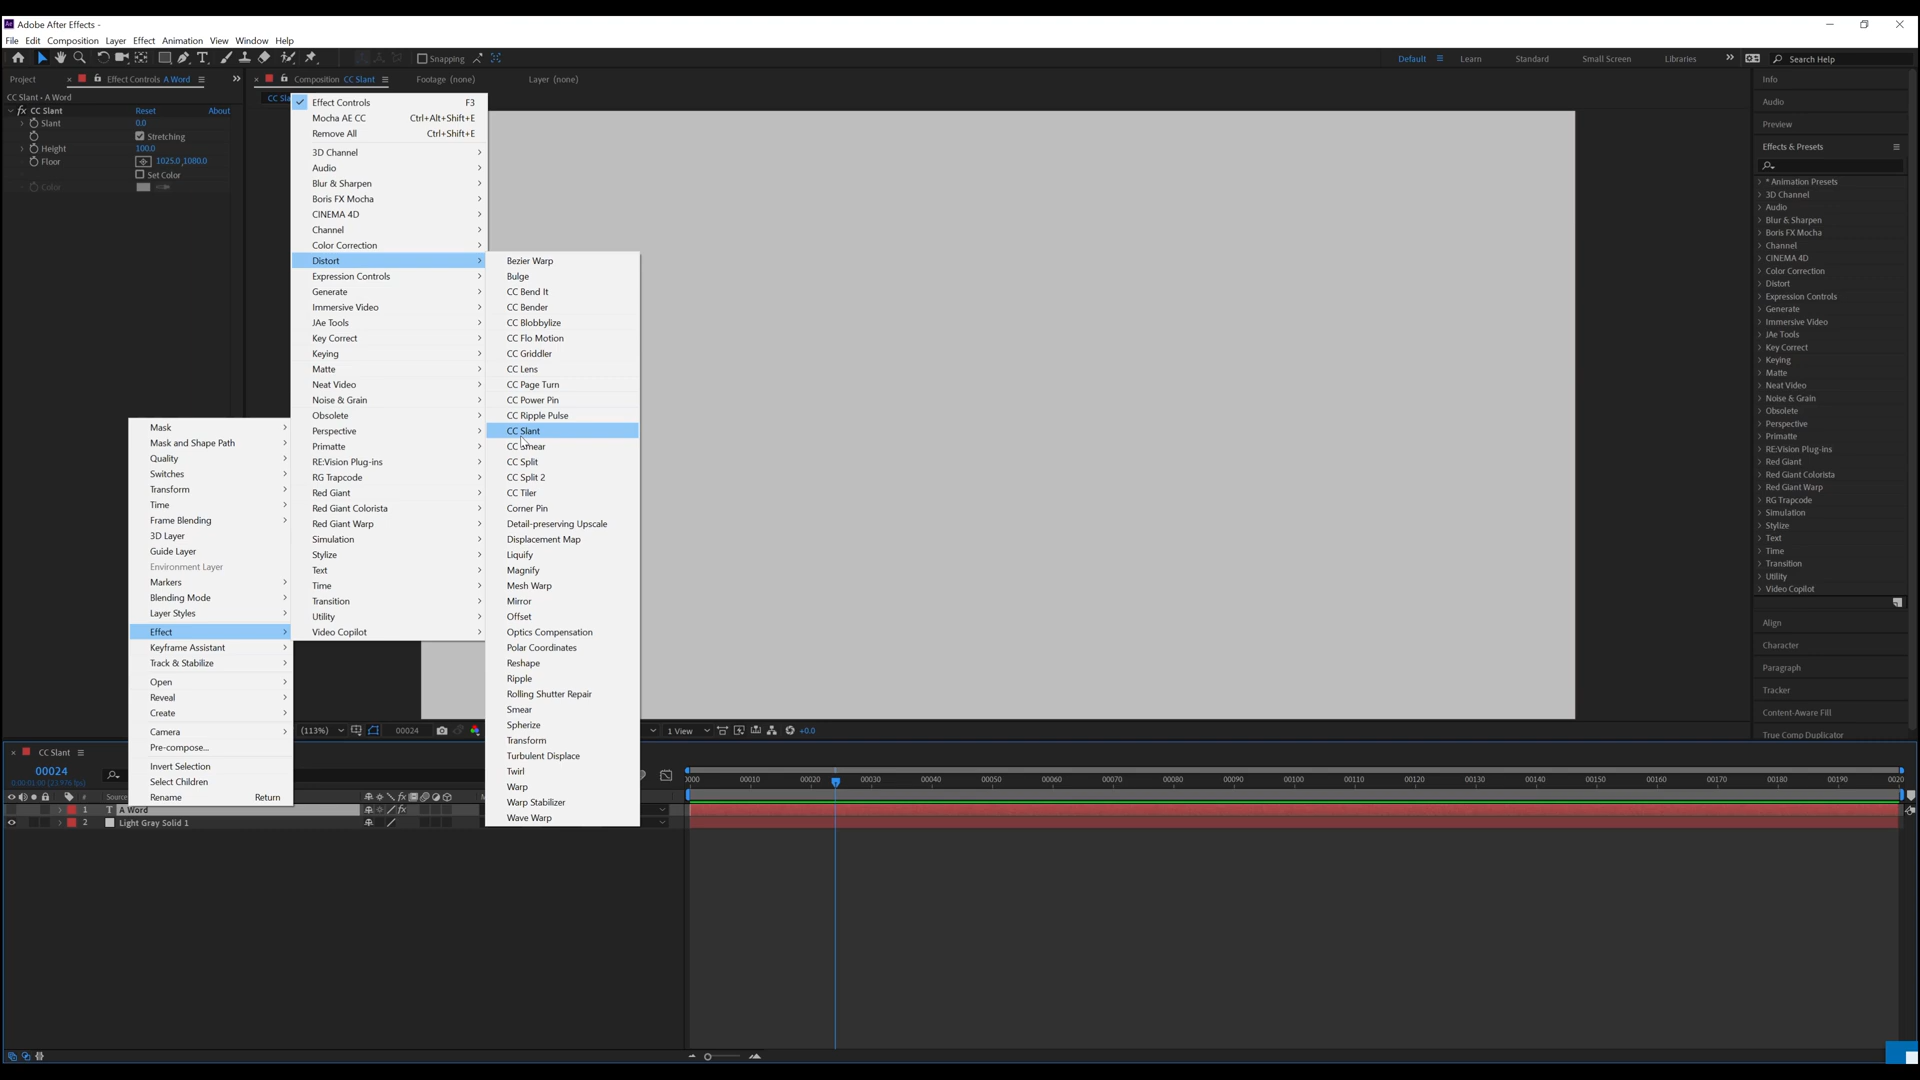 Adobe After Effects -
File Edit Composition Layer Effect Animation View Window Help
Snapping
Default Learn Standard Small Screen Libraries Search Help
Project Effect Controls A Word
Composition CC Slant Footage (none) Layer (none)
CC Slant • A Word
fx CC Slant Reset About
Slant 0.0
Stretching
Height 100.0
Floor 1025.0,1080.0
Set Color
Color
Effect Controls F3
Mocha AE CC Ctrl+Alt+Shift+E
Remove All Ctrl+Shift+E
3D Channel
Audio
Blur & Sharpen
Boris FX Mocha
CINEMA 4D
Channel
Color Correction
Distort
Expression Controls
Generate
Immersive Video
JAe Tools
Key Correct
Keying
Matte
Neat Video
Noise & Grain
Obsolete
Perspective
Primatte
RE:Vision Plug-ins
RG Trapcode
Red Giant
Red Giant Colorista
Red Giant Warp
Simulation
Stylize
Text
Time
Transition
Utility
Video Copilot
Bezier Warp
Bulge
CC Bend It
CC Bender
CC Blobbylize
CC Flo Motion
CC Griddler
CC Lens
CC Page Turn
CC Power Pin
CC Ripple Pulse
CC Slant
CC Smear
CC Split
CC Split 2
CC Tiler
Corner Pin
Detail-preserving Upscale
Displacement Map
Liquify
Magnify
Mesh Warp
Mirror
Offset
Optics Compensation
Polar Coordinates
Reshape
Ripple
Rolling Shutter Repair
Smear
Spherize
Transform
Turbulent Displace
Twirl
Warp
Warp Stabilizer
Wave Warp
Mask
Mask and Shape Path
Quality
Switches
Transform
Time
Frame Blending
3D Layer
Guide Layer
Environment Layer
Markers
Blending Mode
Layer Styles
Effect
Keyframe Assistant
Track & Stabilize
Open
Reveal
Create
Camera
Pre-compose...
Invert Selection
Select Children
Rename Return
Info
Audio
Preview
Effects & Presets
* Animation Presets
3D Channel
Audio
Blur & Sharpen
Boris FX Mocha
Channel
CINEMA 4D
Color Correction
Distort
Expression Controls
Generate
Immersive Video
JAe Tools
Key Correct
Keying
Matte
Neat Video
Noise & Grain
Obsolete
Perspective
Primatte
RE:Vision Plug-ins
Red Giant
Red Giant Colorista
Red Giant Warp
RG Trapcode
Simulation
Stylize
Text
Time
Transition
Utility
Video Copilot
Align
Character
Paragraph
Tracker
Content-Aware Fill
True Comp Duplicator
(113%) 00024 1 View +0.0
CC Slant
00024
0:00:01:00 (23.976 fps)
0000 00010 00020 00030 00040 00050 00060 00070 00080 00090 00100 00110 00120 00130 00140 00150 00160 00170 00180 00190 0020
#
1 T A Word
2 Light Gray Solid 1